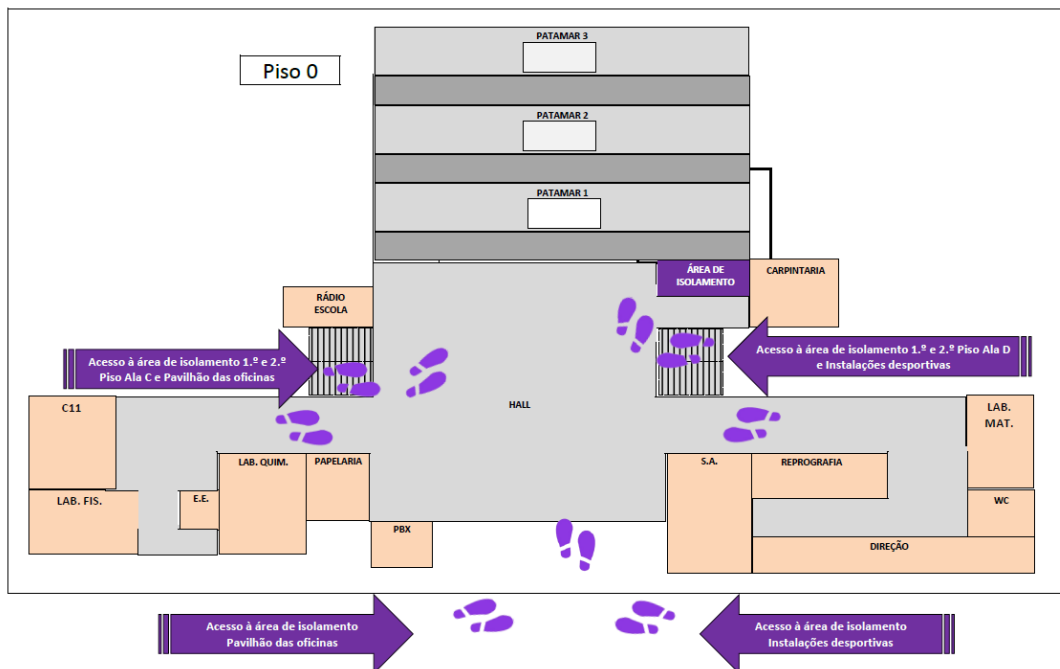 PATAMAR 3
Piso 0
PATAMAR 2
PATAMAR 1
ÁREA DE
ISOLAMENTO
CARPINTARIA
RÁDIO
ESCOLA
Acesso à área de isolamento 1.º e 2.º
Piso Ala C e Pavilhão das oficinas
Acesso à área de isolamento 1.º e 2.º Piso Ala D
e Instalações desportivas
C11
HALL
LAB.
MAT.
LAB. QUIM.
PAPELARIA
S.A.
REPROGRAFIA
LAB. FIS.
E.E.
WC
PBX
DIREÇÃO
Acesso à área de isolamento
Pavilhão das oficinas
Acesso à área de isolamento
Instalações desportivas